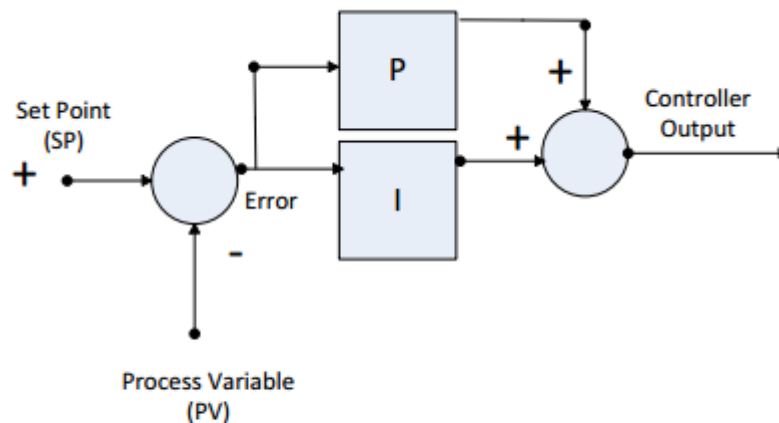 P
+
+
Controller
Output
Set Point
(SP)
+
I
Error
-
Process Variable
(PV)